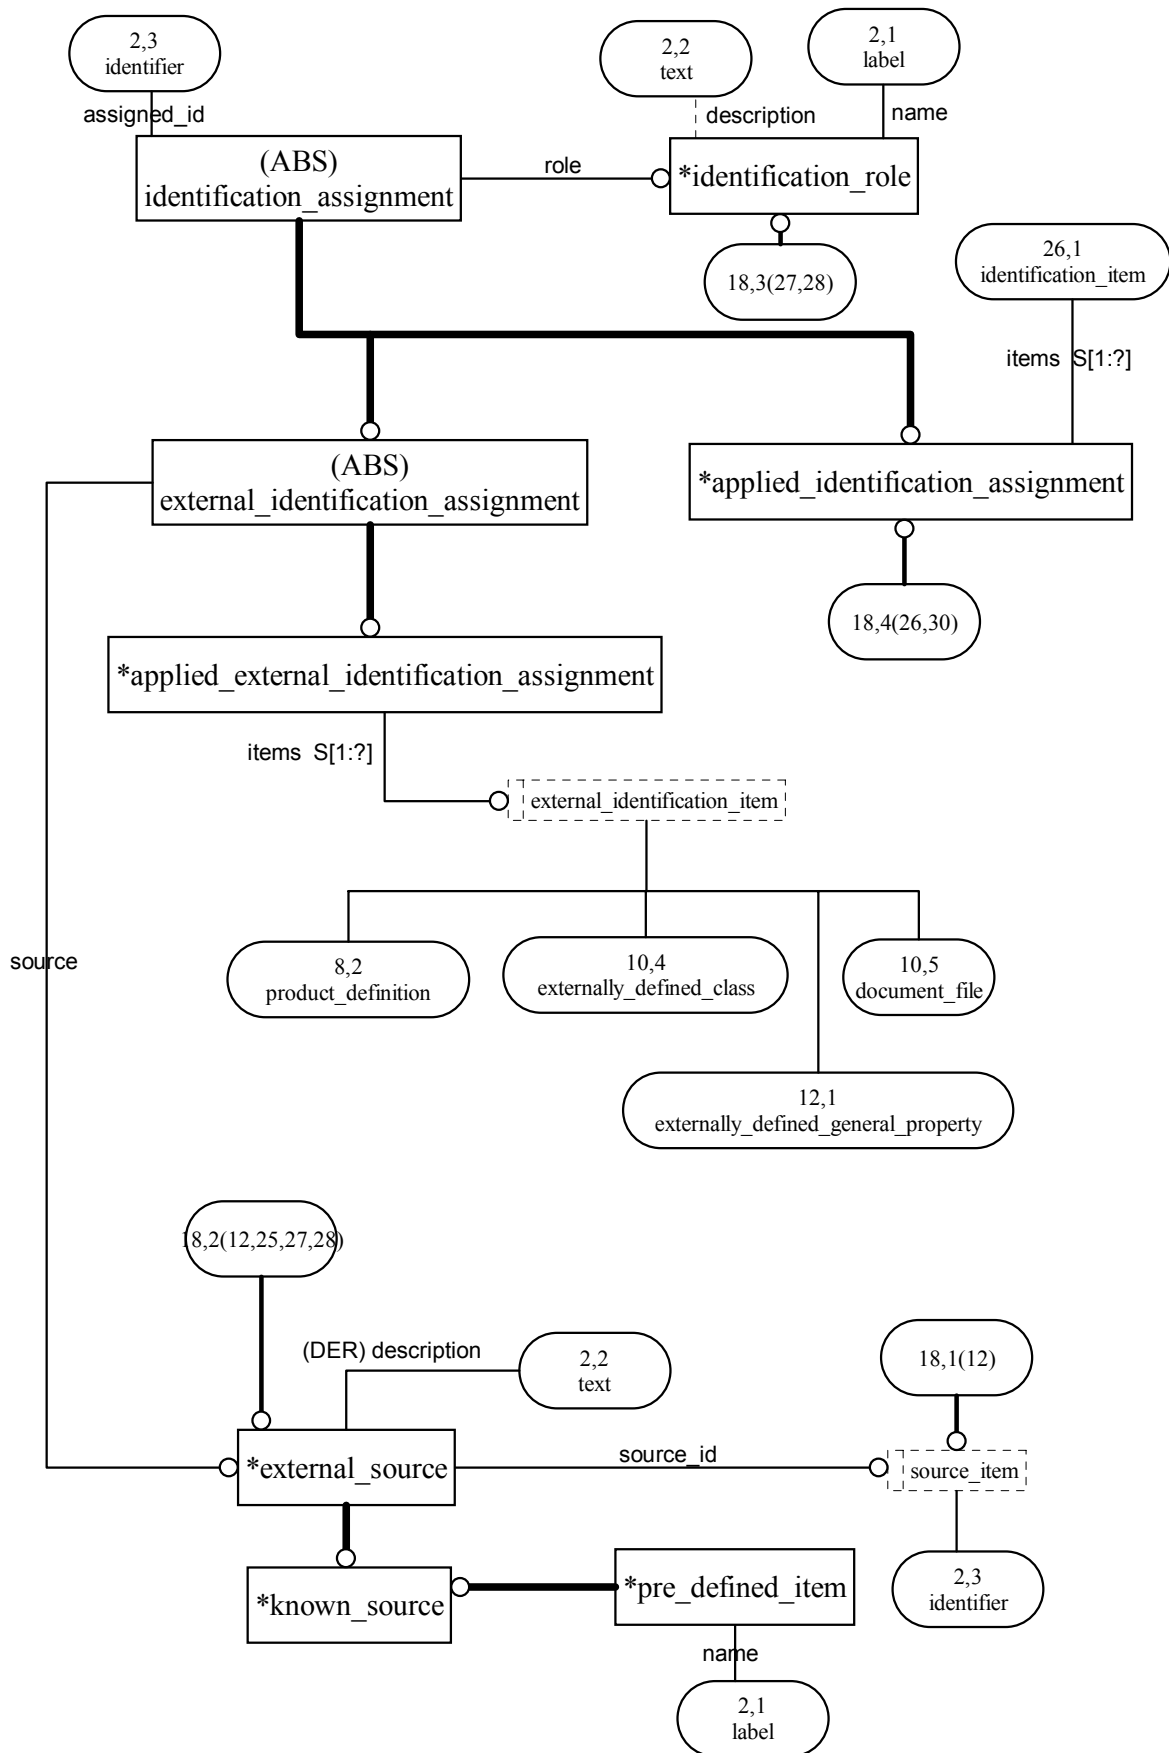 2,3
identifier
2,2
text
2,1
label
assigned_id
description
name
(ABS)
identification_assignment
role
*identification_role
18,3(27,28)
26,1
identification_item
items S[1:?]
(ABS)
external_identification_assignment
*applied_identification_assignment
18,4(26,30)
*applied_external_identification_assignment
items S[1:?]
external_identification_item
source
8,2
product_definition
10,4
externally_defined_class
10,5
document_file
12,1
externally_defined_general_property
18,2(12,25,27,28)
(DER) description
2,2
text
18,1(12)
*external_source
source_id
source_item
*known_source
*pre_defined_item
2,3
identifier
name
2,1
label